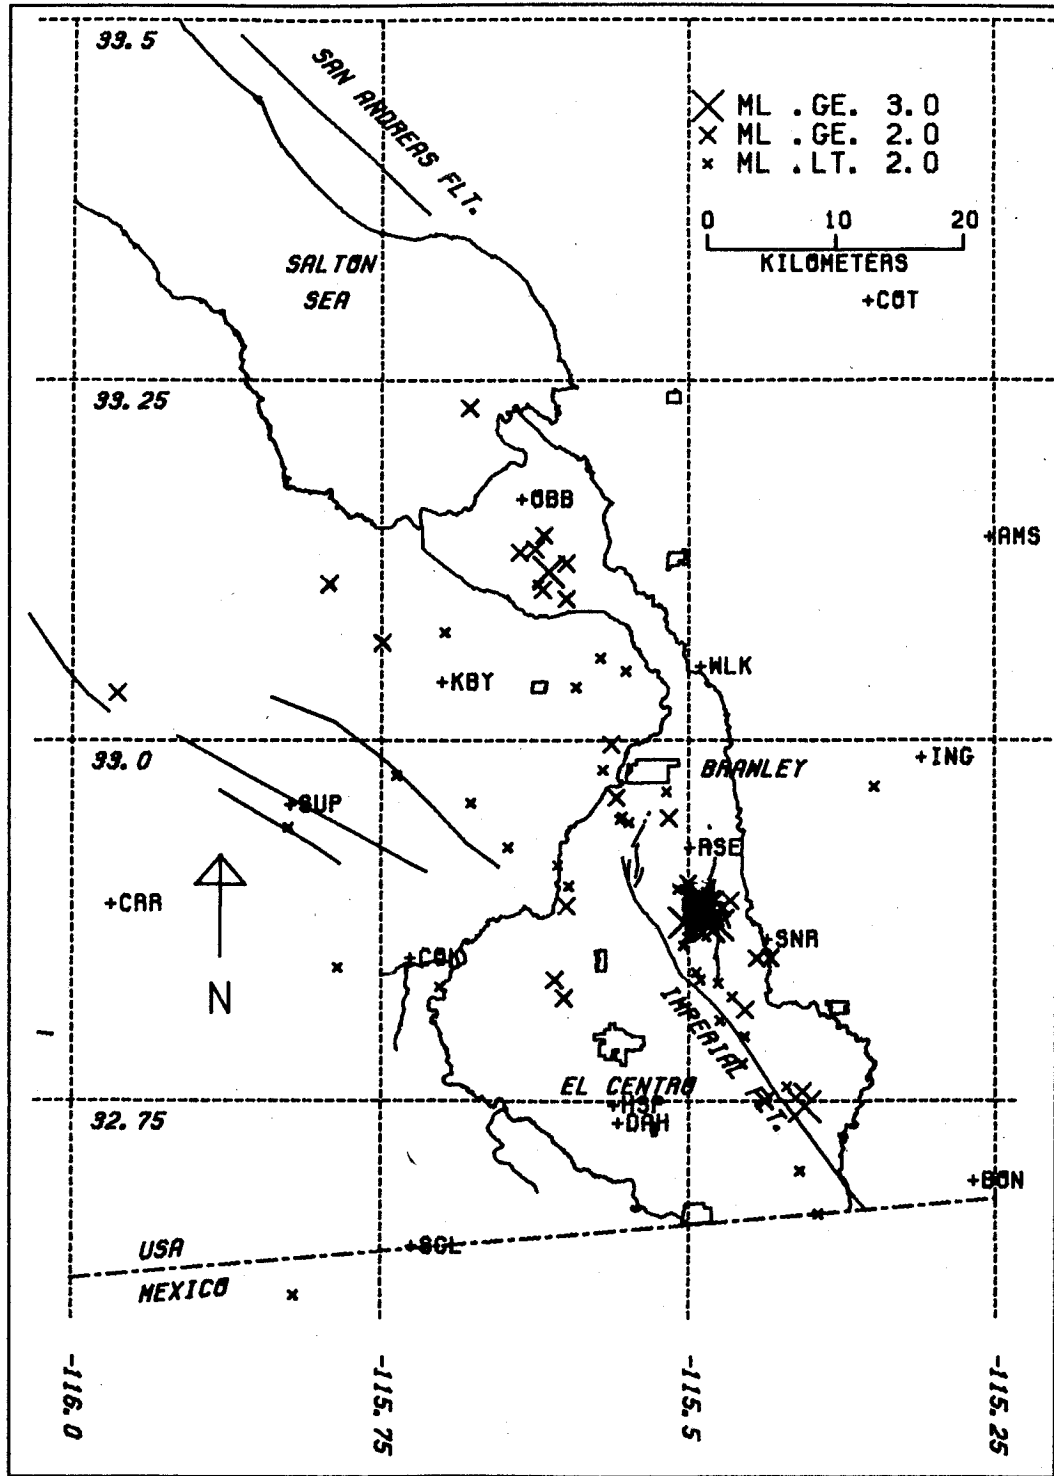 33.5
SAN ANDREAS FLT.
ML .GE. 3.0
ML .GE. 2.0
ML .LT. 2.0
0 10 20
KILOMETERS
SALTON
SEA
+COT
33.25
+OBB
+AMS
+WLK
+KBY
33.0
BRAWLEY
+ING
+SUP
+RSE
+CRR
+SNR
N
IMPERIAL FLT.
EL CENTRO
+HSP
32.75
+DRH
+BON
USA
+SGL
MEXICO
-116.0
-115.75
-115.5
-115.25